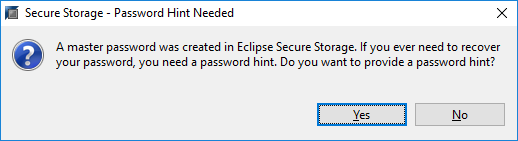 Secure Storage - Password Hint Needed
A master password was created in Eclipse Secure Storage. If you ever need to recover
your password, you need a password hint. Do you want to provide a password hint?
Yes
No